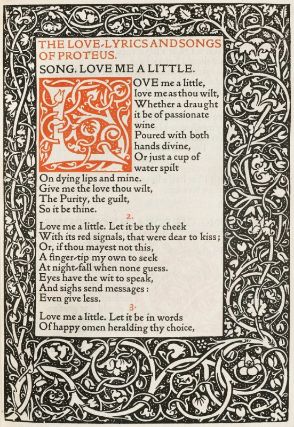 THE LOVE-LYRICS AND SONGS
OF PROTEUS.
SONG. LOVE ME A LITTLE.
LOVE me a little,
love me as thou wilt,
Whether a draught
it be of passionate
wine
Poured with both
hands divine,
Or just a cup of
water spilt
On dying lips and mine.
Give me the love thou wilt,
The Purity, the guilt,
So it be thine.
2.
Love me a little. Let it be thy cheek
With its red signals, that were dear to kiss;
Or, if thou mayest not this,
A finger-tip my own to seek
At night-fall when none guess.
Eyes have the wit to speak,
And sighs send messages:
Even give less.
3.
Love me a little. Let it be in words
Of happy omen heralding thy choice,